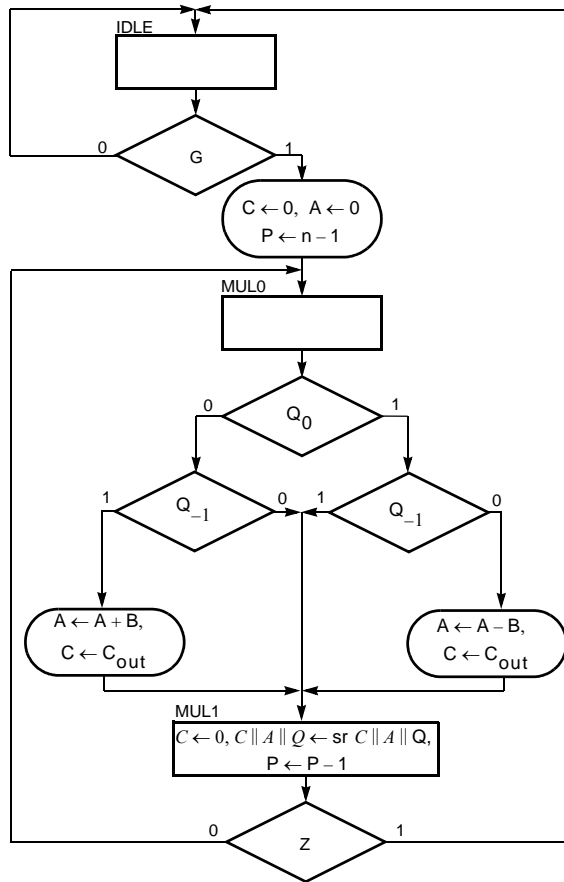 IDLE
0
G
1
C ← 0, A ← 0
P ← n – 1
MUL0
0
Q0
1
1
Q–1
0
1
Q–1
0
A ← A + B,
C ← Cout
A ← A – B,
C ← Cout
MUL1
C ← 0, C || A || Q ← sr C || A || Q,
P ← P – 1
0
Z
1